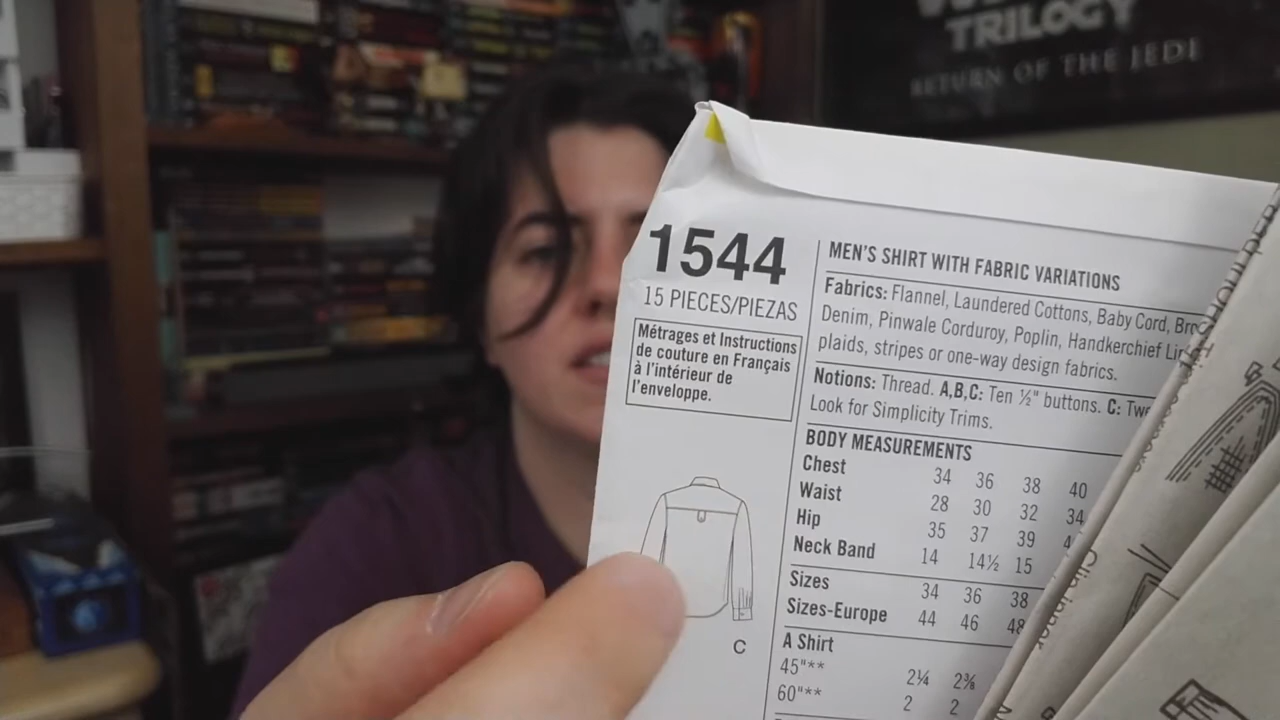 TRILOGY
RETURN OF THE JEDI
1544
15 PIECES/PIEZAS
Métrages et Instructions
de couture en Français
à l'intérieur de
l'enveloppe.
C
MEN'S SHIRT WITH FABRIC VARIATIONS
Fabrics: Flannel, Laundered Cottons, Baby Cord,
Denim, Pinwale Corduroy, Poplin, Handkerchief
plaids, stripes or one-way design fabrics.
Notions: Thread. A,B,C: Ten ½" buttons. C:
Look for Simplicity Trims.
BODY MEASUREMENTS
Chest 34 36 38 40
Waist 28 30 32 34
Hip 35 37 39
Neck Band 14 14½ 15
Sizes 34 36 38
Sizes-Europe 44 46 48
A Shirt
45"** 2¼ 2⅜
60"** 2 2
Clip inner